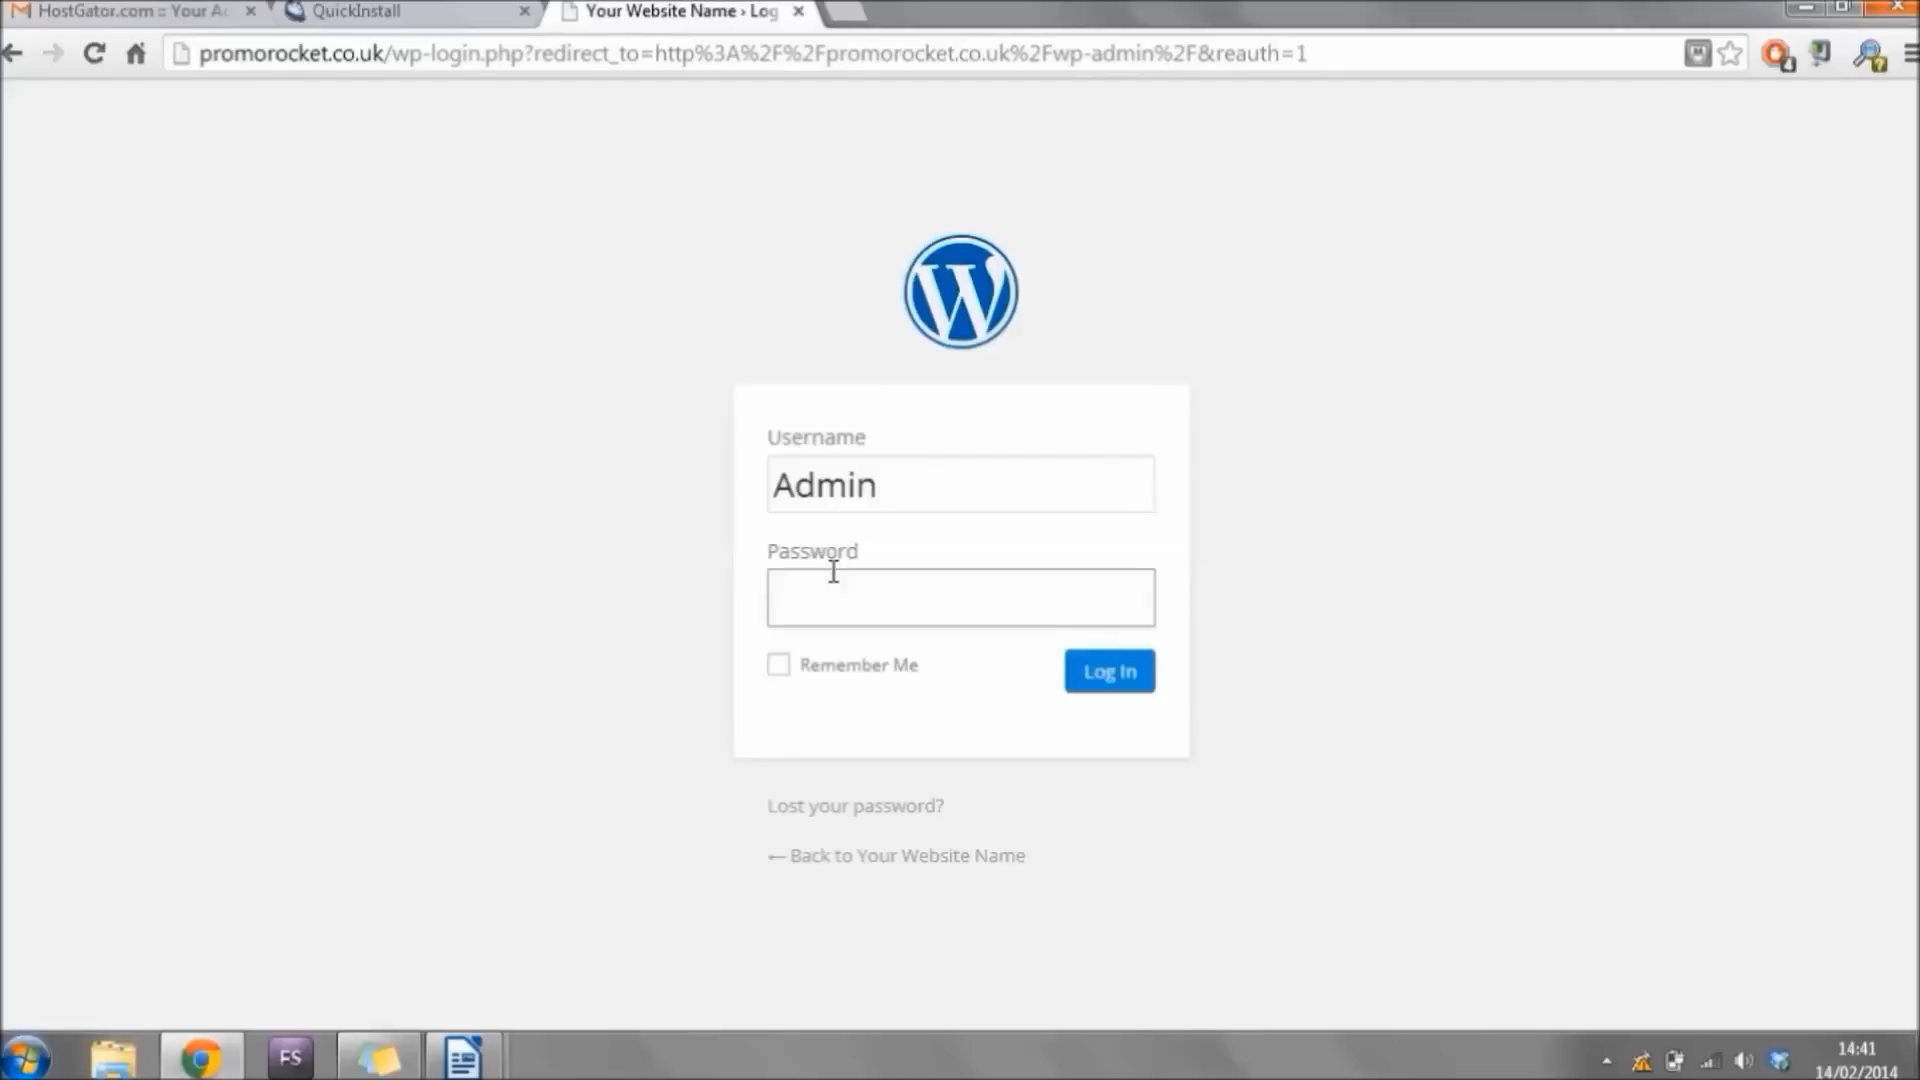 HostGator.com :: Your Ac
QuickInstall
Your Website Name › Log
promorocket.co.uk/wp-login.php?redirect_to=http%3A%2F%2Fpromorocket.co.uk%2Fwp-admin%2F&reauth=1
Username
Admin
Password
Remember Me
Log In
Lost your password?
← Back to Your Website Name
FS
14:41
14/02/2014